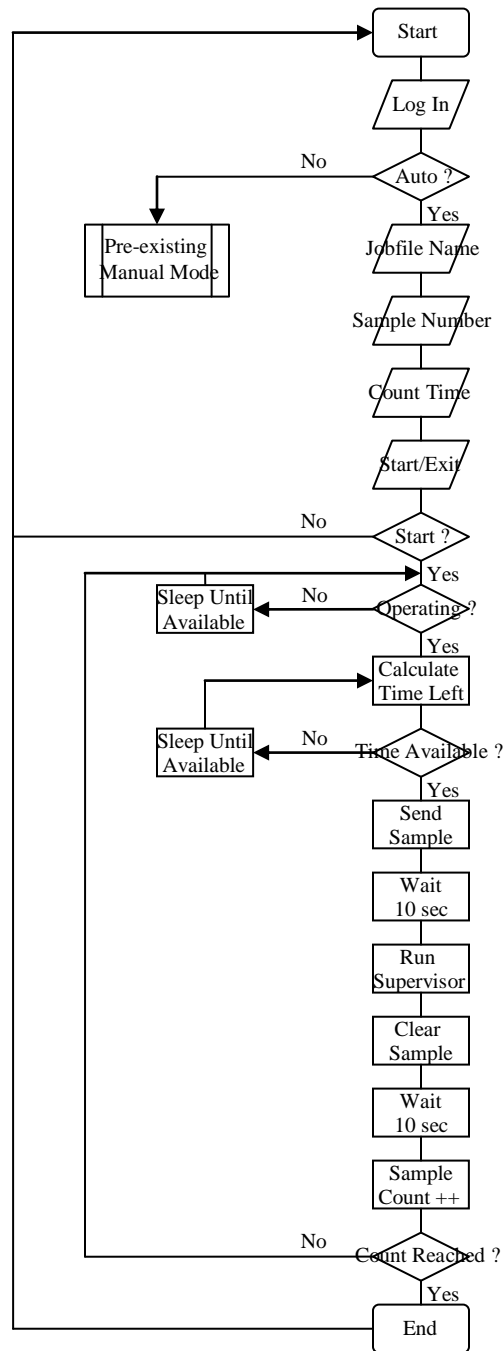 Start
Log In
No
Auto ?
Yes
Pre-existing
Manual Mode
Jobfile Name
Sample Number
Count Time
Start/Exit
No
Start ?
Yes
Sleep Until
Available
No
Operating ?
Yes
Calculate
Time Left
Sleep Until
Available
No
Time Available ?
Yes
Send
Sample
Wait
10 sec
Run
Supervisor
Clear
Sample
Wait
10 sec
Sample
Count ++
No
Count Reached ?
Yes
End